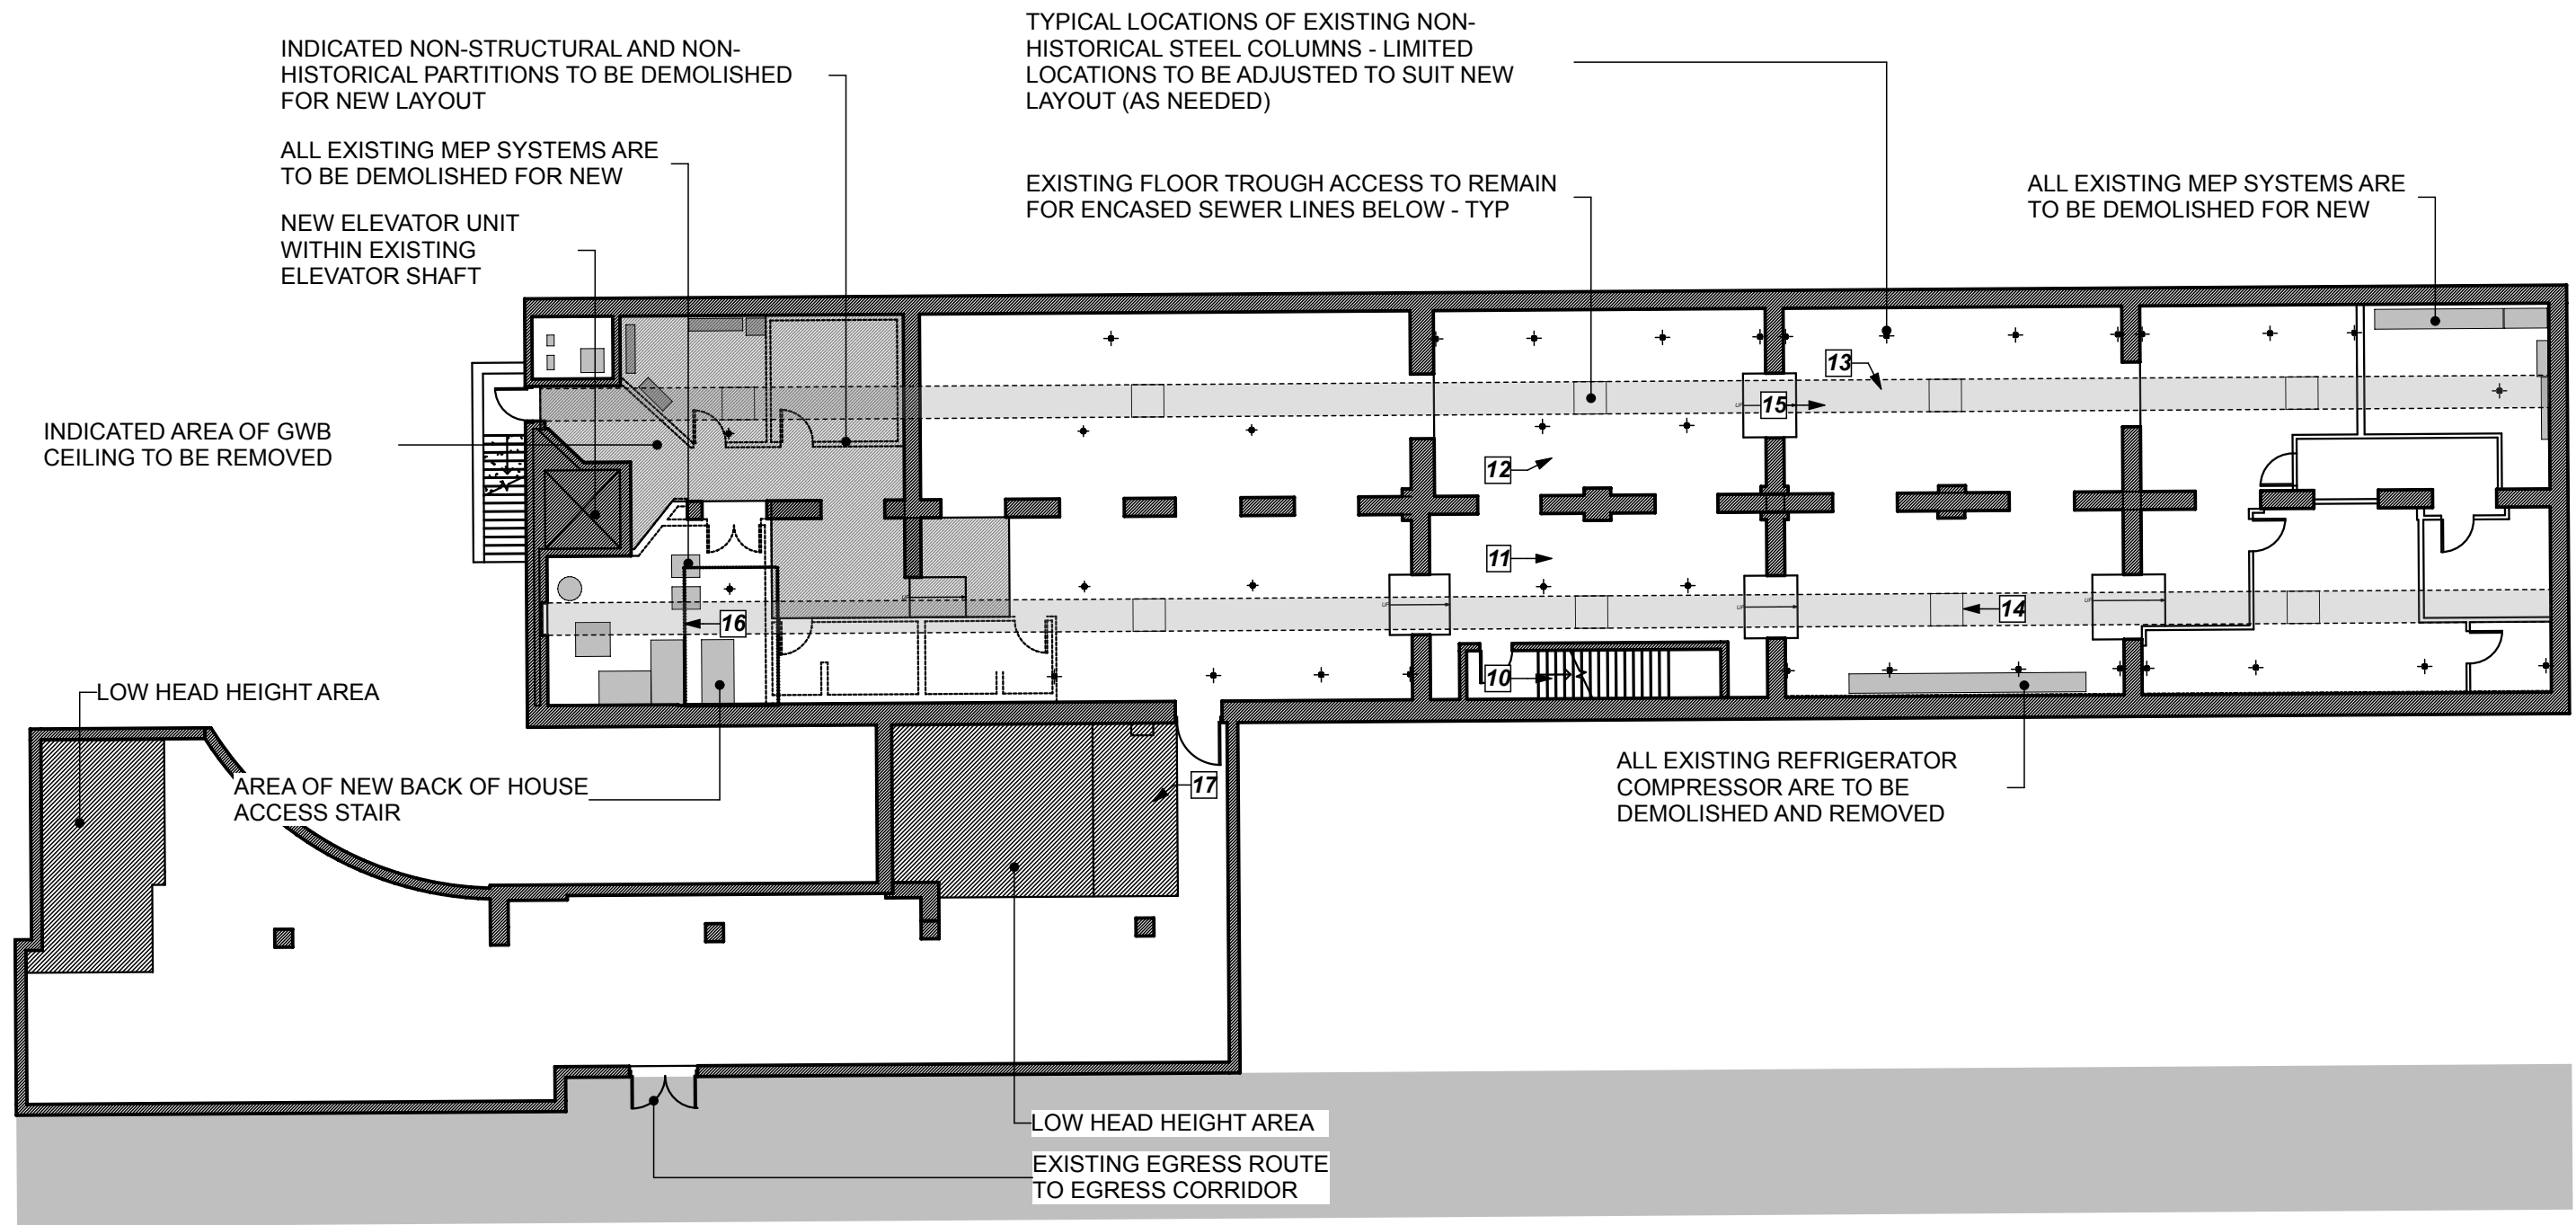 TYPICAL LOCATIONS OF EXISTING NON-
HISTORICAL STEEL COLUMNS - LIMITED
LOCATIONS TO BE ADJUSTED TO SUIT NEW
LAYOUT (AS NEEDED)
INDICATED NON-STRUCTURAL AND NON-
HISTORICAL PARTITIONS TO BE DEMOLISHED
FOR NEW LAYOUT
ALL EXISTING MEP SYSTEMS ARE
TO BE DEMOLISHED FOR NEW
EXISTING FLOOR TROUGH ACCESS TO REMAIN
FOR ENCASED SEWER LINES BELOW - TYP
ALL EXISTING MEP SYSTEMS ARE
TO BE DEMOLISHED FOR NEW
NEW ELEVATOR UNIT
WITHIN EXISTING
ELEVATOR SHAFT
13
UP
15
INDICATED AREA OF GWB
CEILING TO BE REMOVED
12
11
UP
UP
UP
UP
14
16
10
LOW HEAD HEIGHT AREA
AREA OF NEW BACK OF HOUSE
ACCESS STAIR
17
ALL EXISTING REFRIGERATOR
COMPRESSOR ARE TO BE
DEMOLISHED AND REMOVED
LOW HEAD HEIGHT AREA
EXISTING EGRESS ROUTE
TO EGRESS CORRIDOR